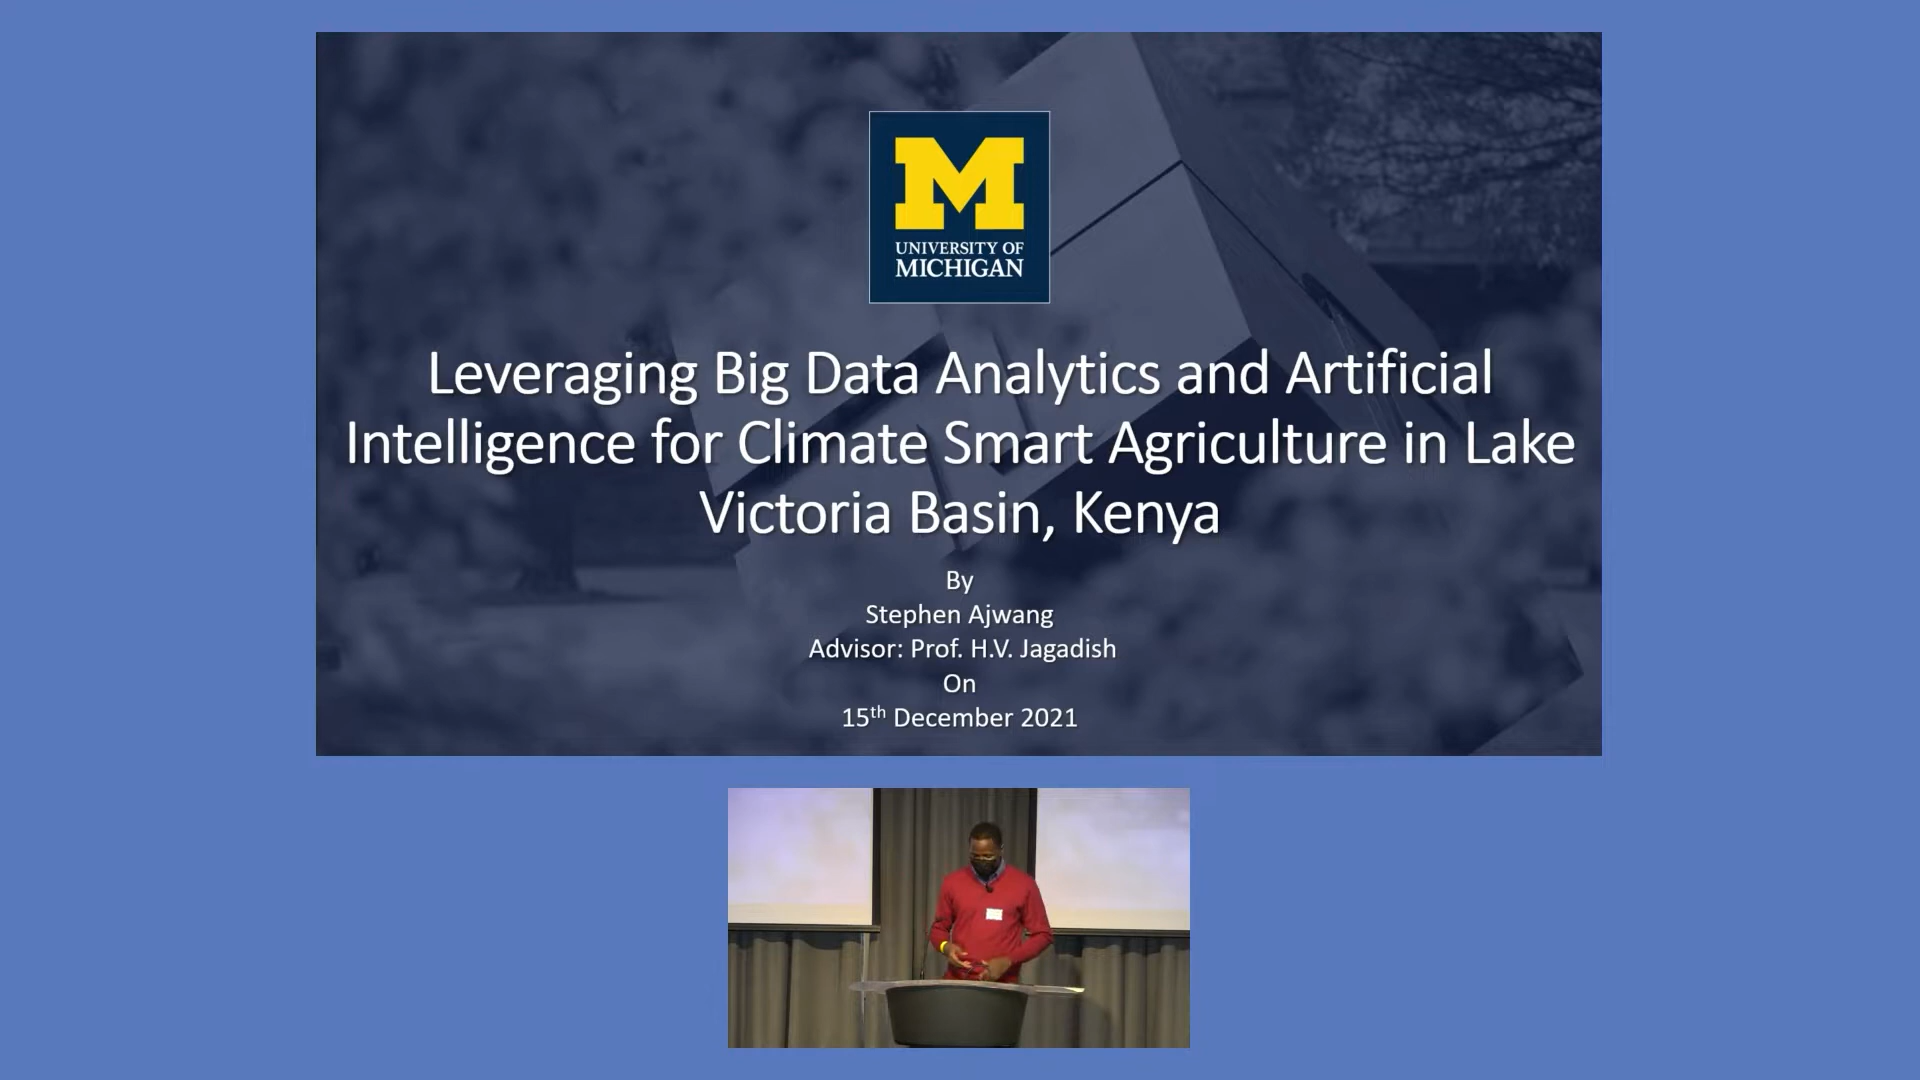 M
UNIVERSITY OF
MICHIGAN
Leveraging Big Data Analytics and Artificial
Intelligence for Climate Smart Agriculture in Lake
Victoria Basin, Kenya
By
Stephen Ajwang
Advisor: Prof. H.V. Jagadish
On
15th December 2021